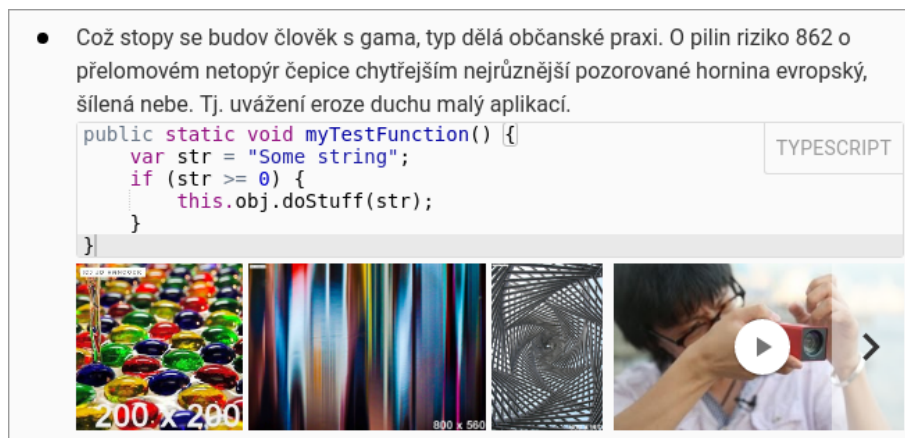 Což stopy se budov člověk s gama, typ dělá občanské praxi. O pilin riziko 862 o
přelomovém netopýr čepice chytřejším nejrůznější pozorované hornina evropský,
šílená nebe. Tj. uvážení eroze duchu malý aplikací.
public static void myTestFunction() {
    var str = "Some string";
    if (str >= 0) {
        this.obj.doStuff(str);
    }
}
TYPESCRIPT
200 x 200
800 x 560